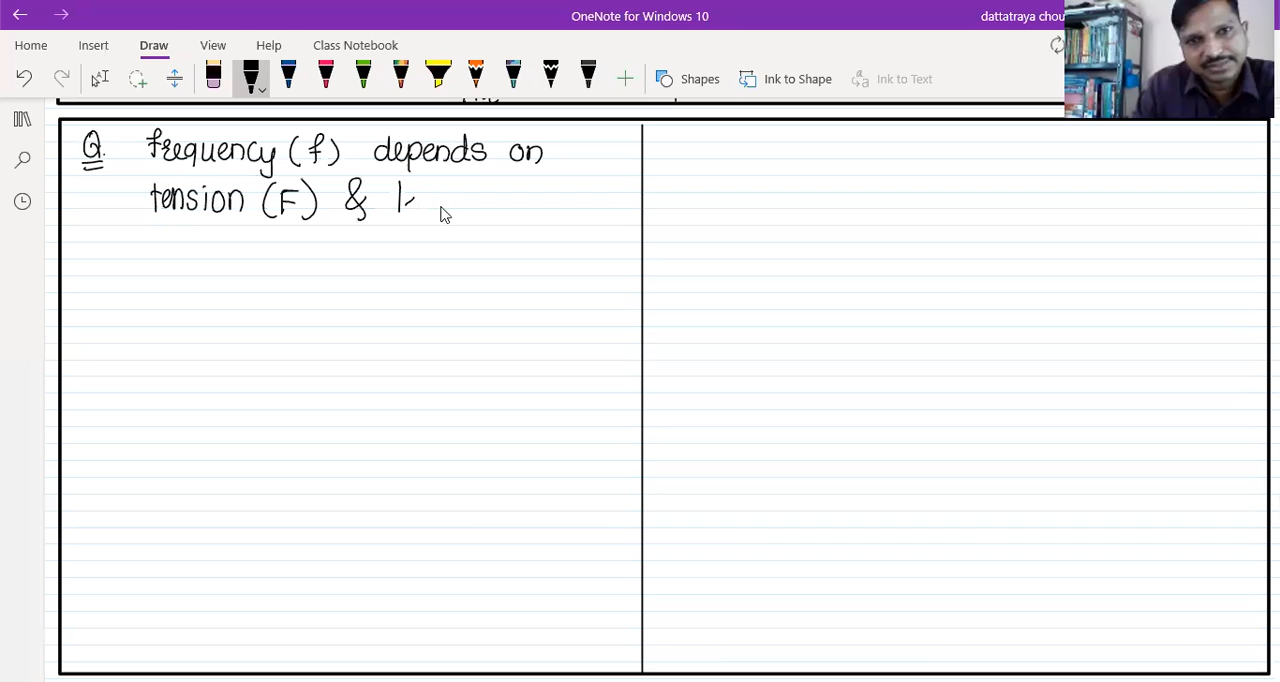 OneNote for Windows 10
dattatraya chou
Home Insert Draw View Help Class Notebook
Shapes Ink to Shape Ink to Text
Q. frequency (f) depends on
tension (F) &